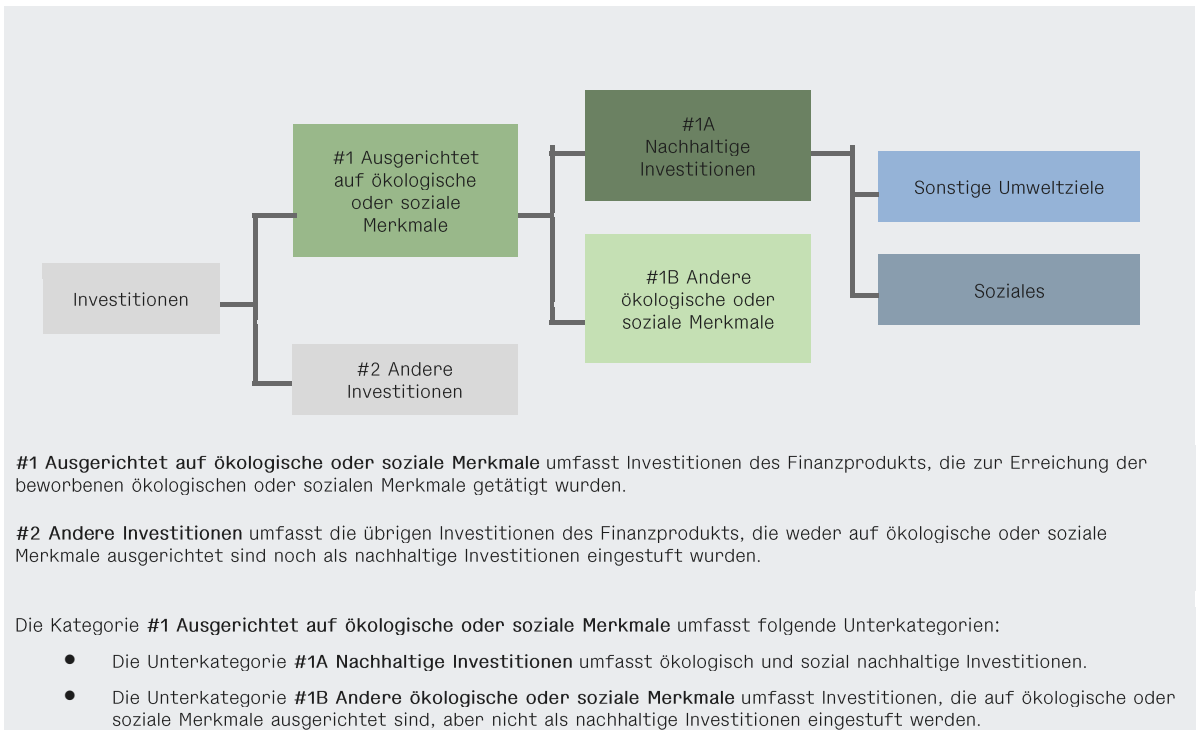 #1A
Nachhaltige
Investitionen
#1 Ausgerichtet
auf ökologische
oder soziale
Merkmale
Sonstige Umweltziele
#1B Andere
ökologische oder
soziale Merkmale
Soziales
Investitionen
#2 Andere
Investitionen
#1 Ausgerichtet auf ökologische oder soziale Merkmale umfasst Investitionen des Finanzprodukts, die zur Erreichung der
beworbenen ökologischen oder sozialen Merkmale getätigt wurden.
#2 Andere Investitionen umfasst die übrigen Investitionen des Finanzprodukts, die weder auf ökologische oder soziale
Merkmale ausgerichtet sind noch als nachhaltige Investitionen eingestuft wurden.
Die Kategorie #1 Ausgerichtet auf ökologische oder soziale Merkmale umfasst folgende Unterkategorien:
● Die Unterkategorie #1A Nachhaltige Investitionen umfasst ökologisch und sozial nachhaltige Investitionen.
● Die Unterkategorie #1B Andere ökologische oder soziale Merkmale umfasst Investitionen, die auf ökologische oder
soziale Merkmale ausgerichtet sind, aber nicht als nachhaltige Investitionen eingestuft werden.